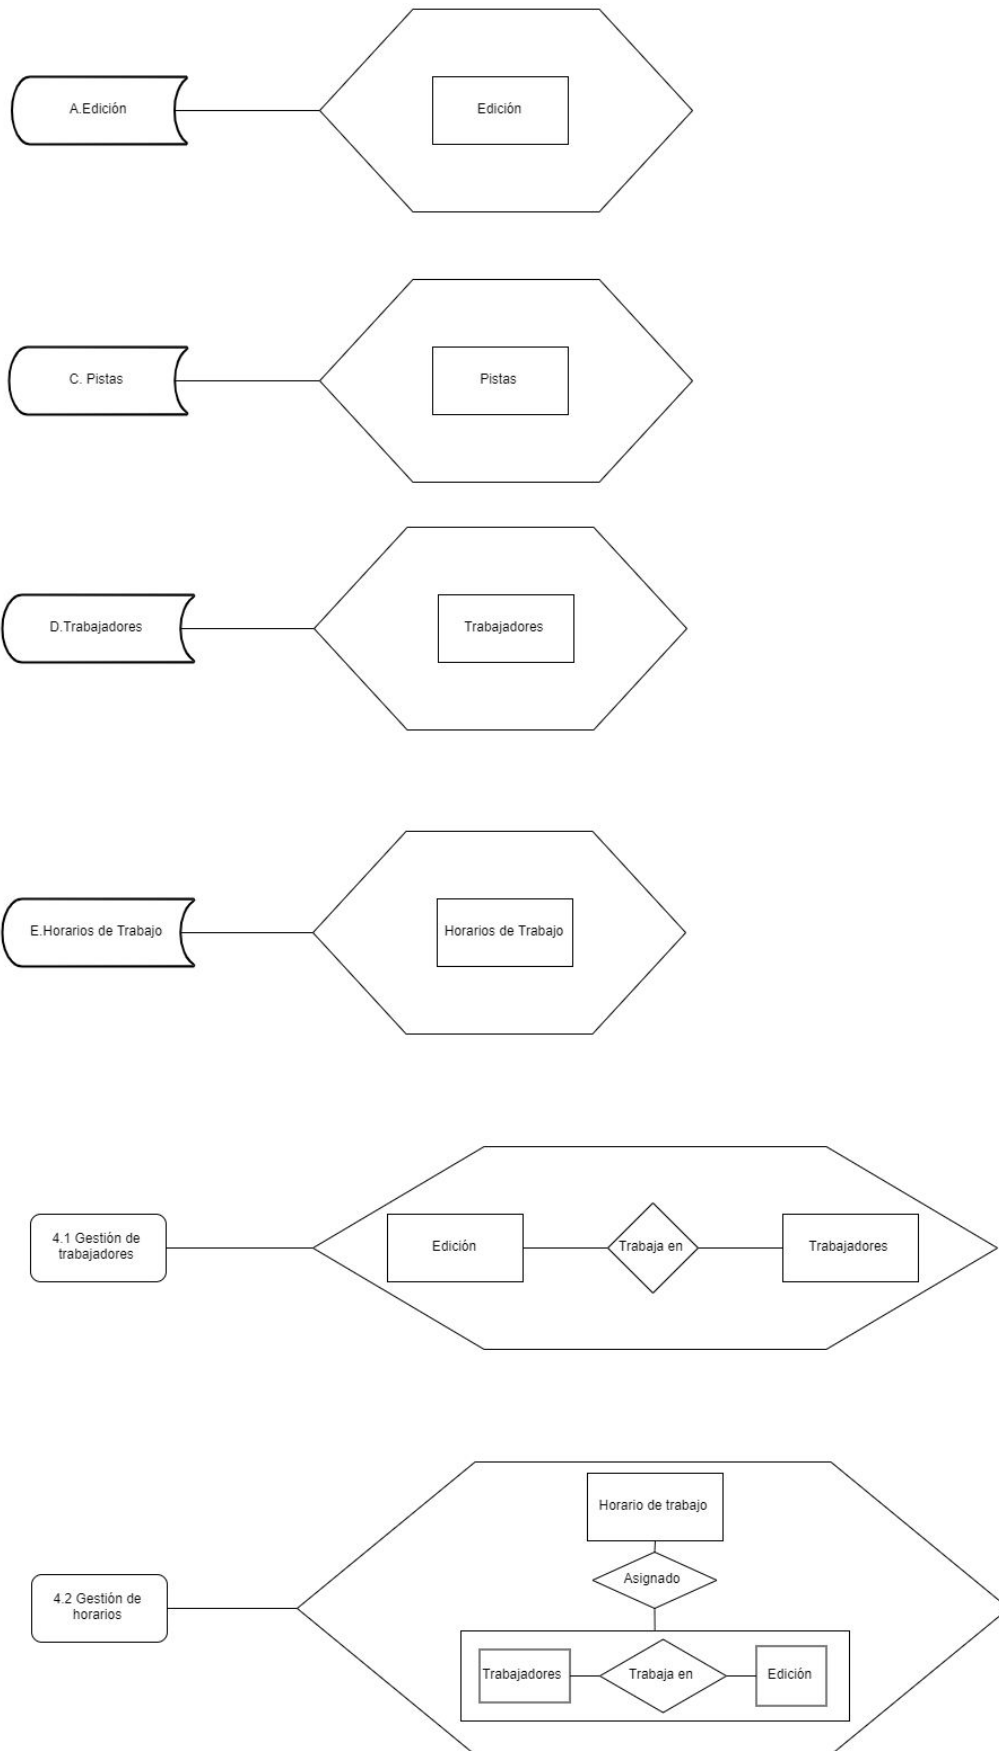 A.Edición
Edición
C. Pistas
Pistas
D.Trabajadores
Trabajadores
E.Horarios de Trabajo
Horarios de Trabajo
4.1 Gestión de
trabajadores
Edición
Trabaja en
Trabajadores
Horario de trabajo
4.2 Gestión de
horarios
Asignado
Trabajadores
Trabaja en
Edición